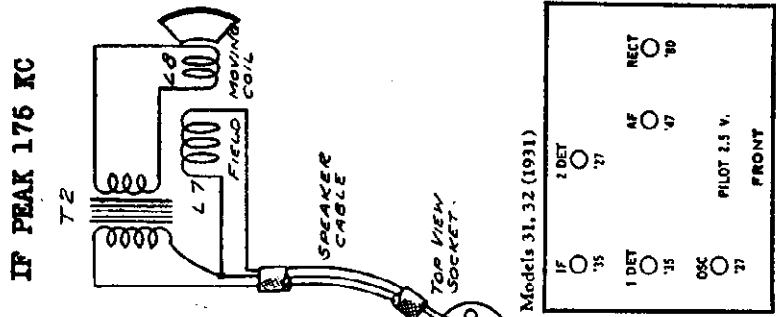 IF PEAK 175 KC
T2
L8
MOVING
COIL
L7
FIELD
SPEAKER
CABLE
TOP VIEW
SOCKET.
Models 31, 32 (1931)
IF
'35
2 DET
'27
1 DET
'35
AF
'47
RECT
'80
OSC
'27
PILOT 2.5 V.
FRONT